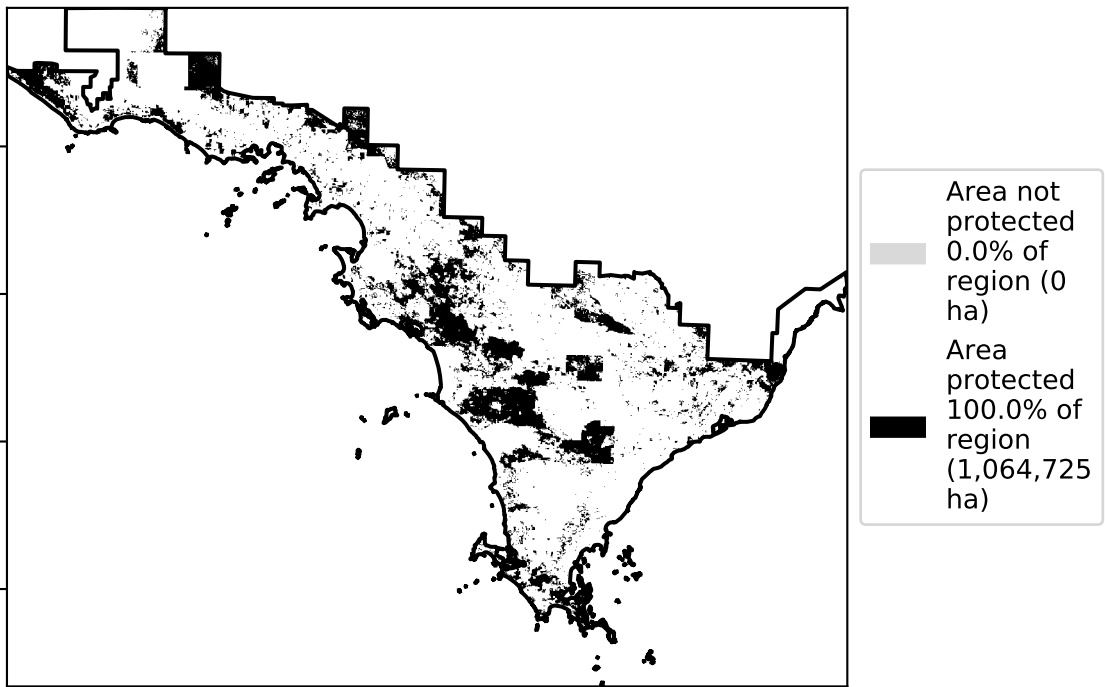 Area not
protected
0.0% of
region (0
ha)
Area
protected
100.0% of
region
(1,064,725
ha)